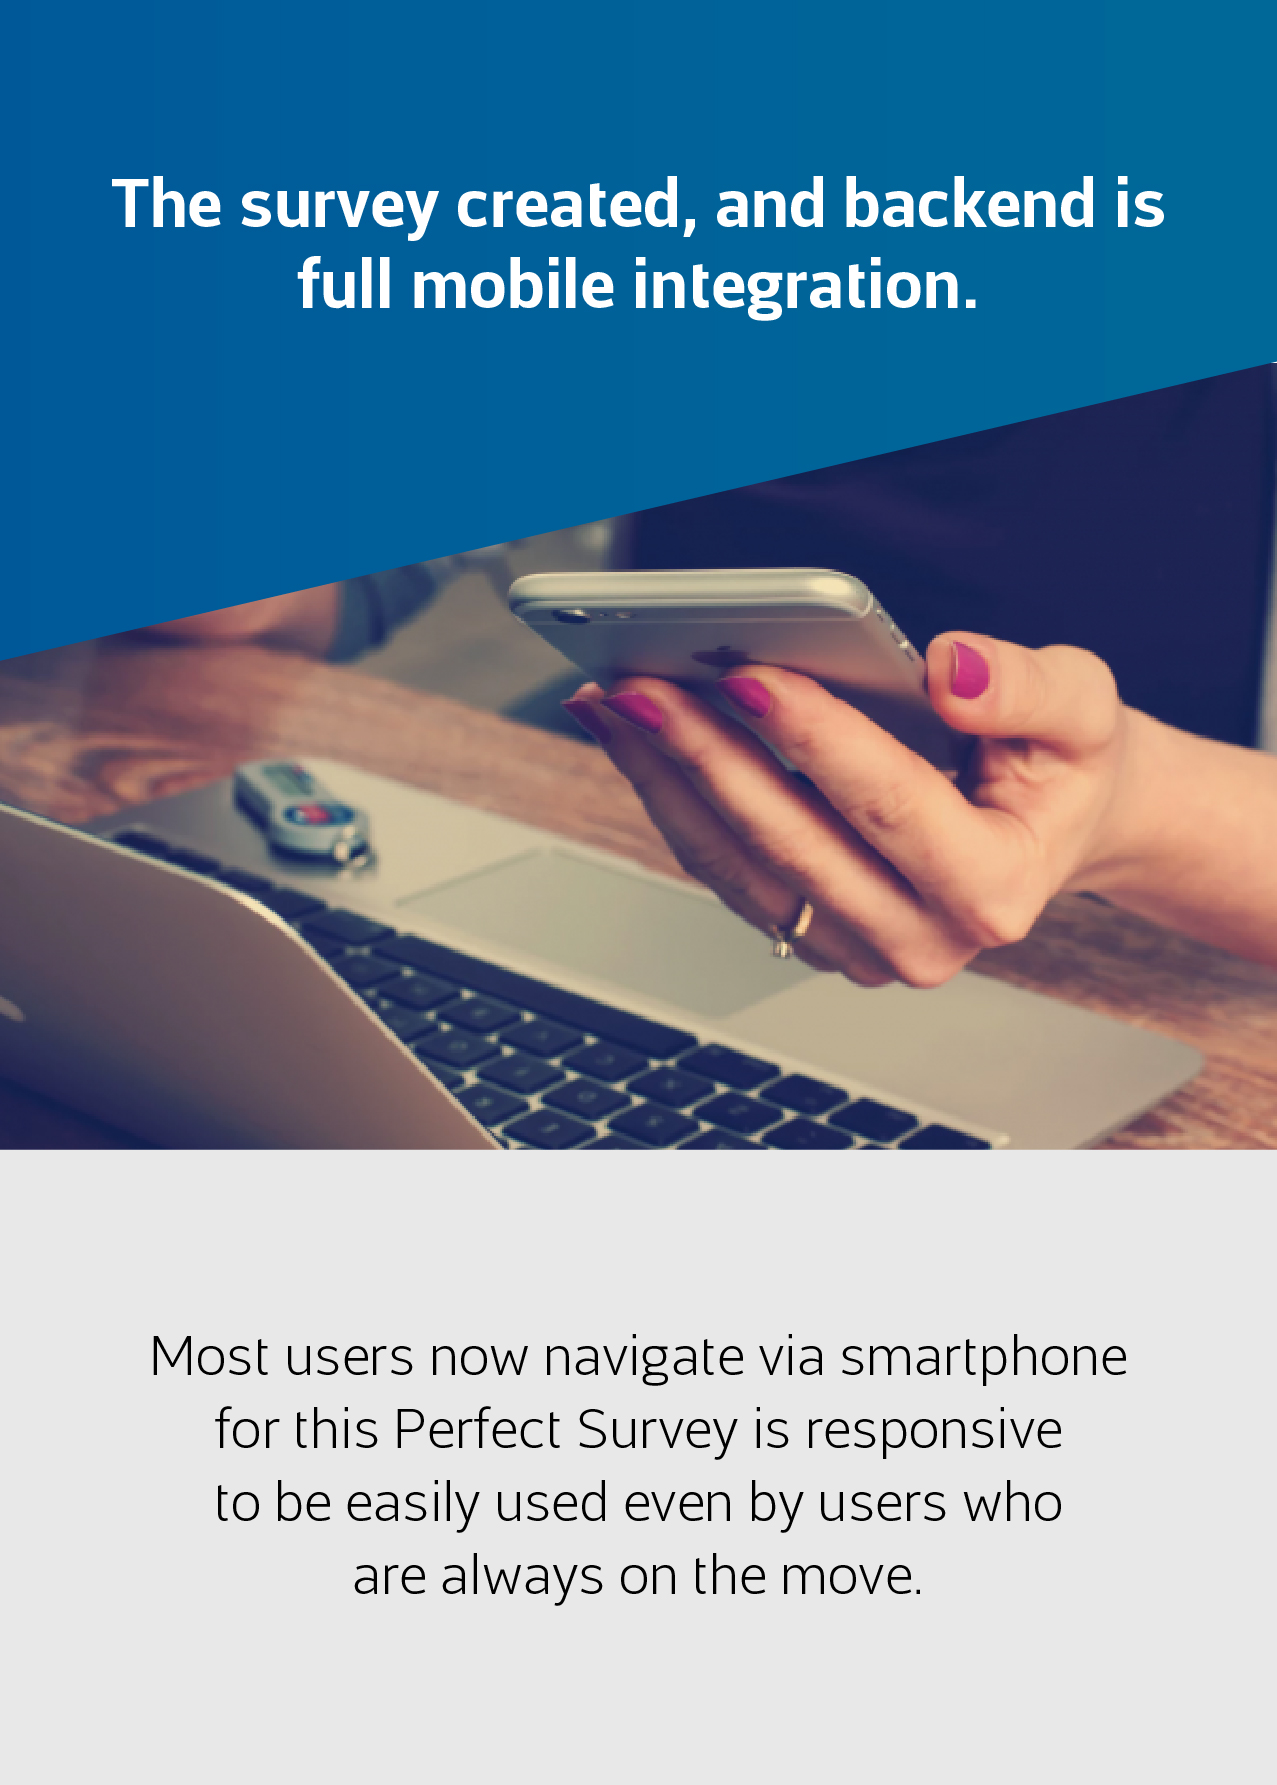 The survey created, and backend is
full mobile integration.
Most users now navigate via smartphone
for this Perfect Survey is responsive
to be easily used even by users who
are always on the move.